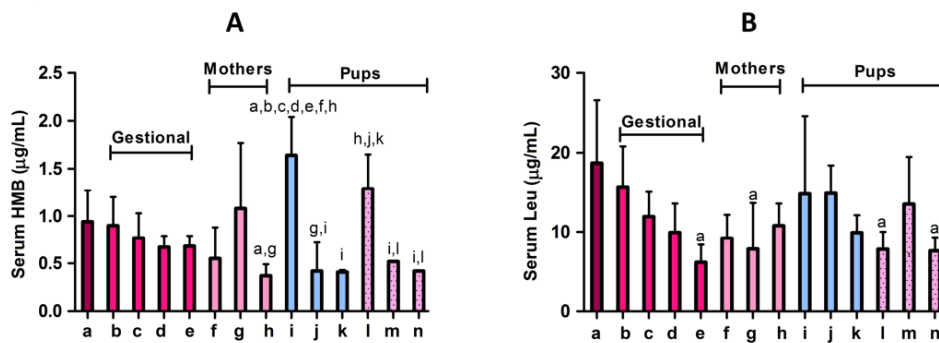 A
Serum HMB (µg/mL)
2.5
2.0
1.5
1.0
0.5
0.0
Mothers
Pups
Gestional
a,b,c,d,e,f,h
h,j,k
a,g
g,i
i
i,l
i,l
a b c d e f g h i j k l m n
B
Serum Leu (µg/mL)
30
20
10
0
Mothers
Pups
Gestional
a
a
a
a
a b c d e f g h i j k l m n